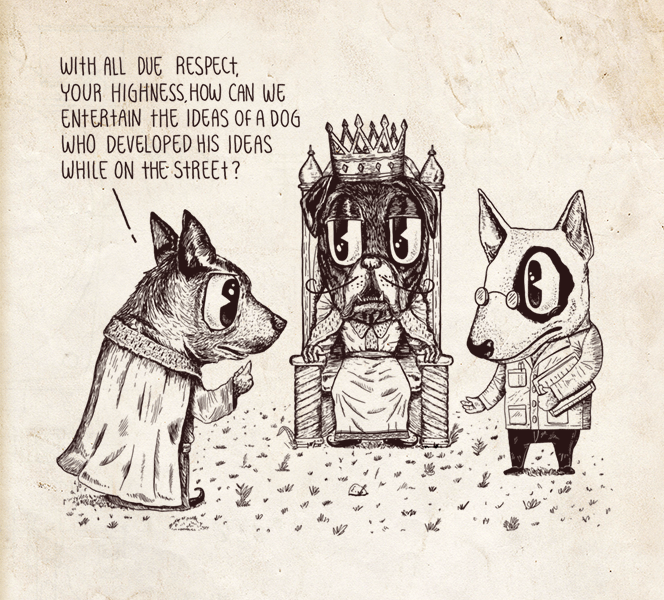 WITH ALL DUE RESPECT,
YOUR HIGHNESS, HOW CAN WE
ENTERTAIN THE IDEAS OF A DOG
WHO DEVELOPED HIS IDEAS
WHILE ON THE STREET?